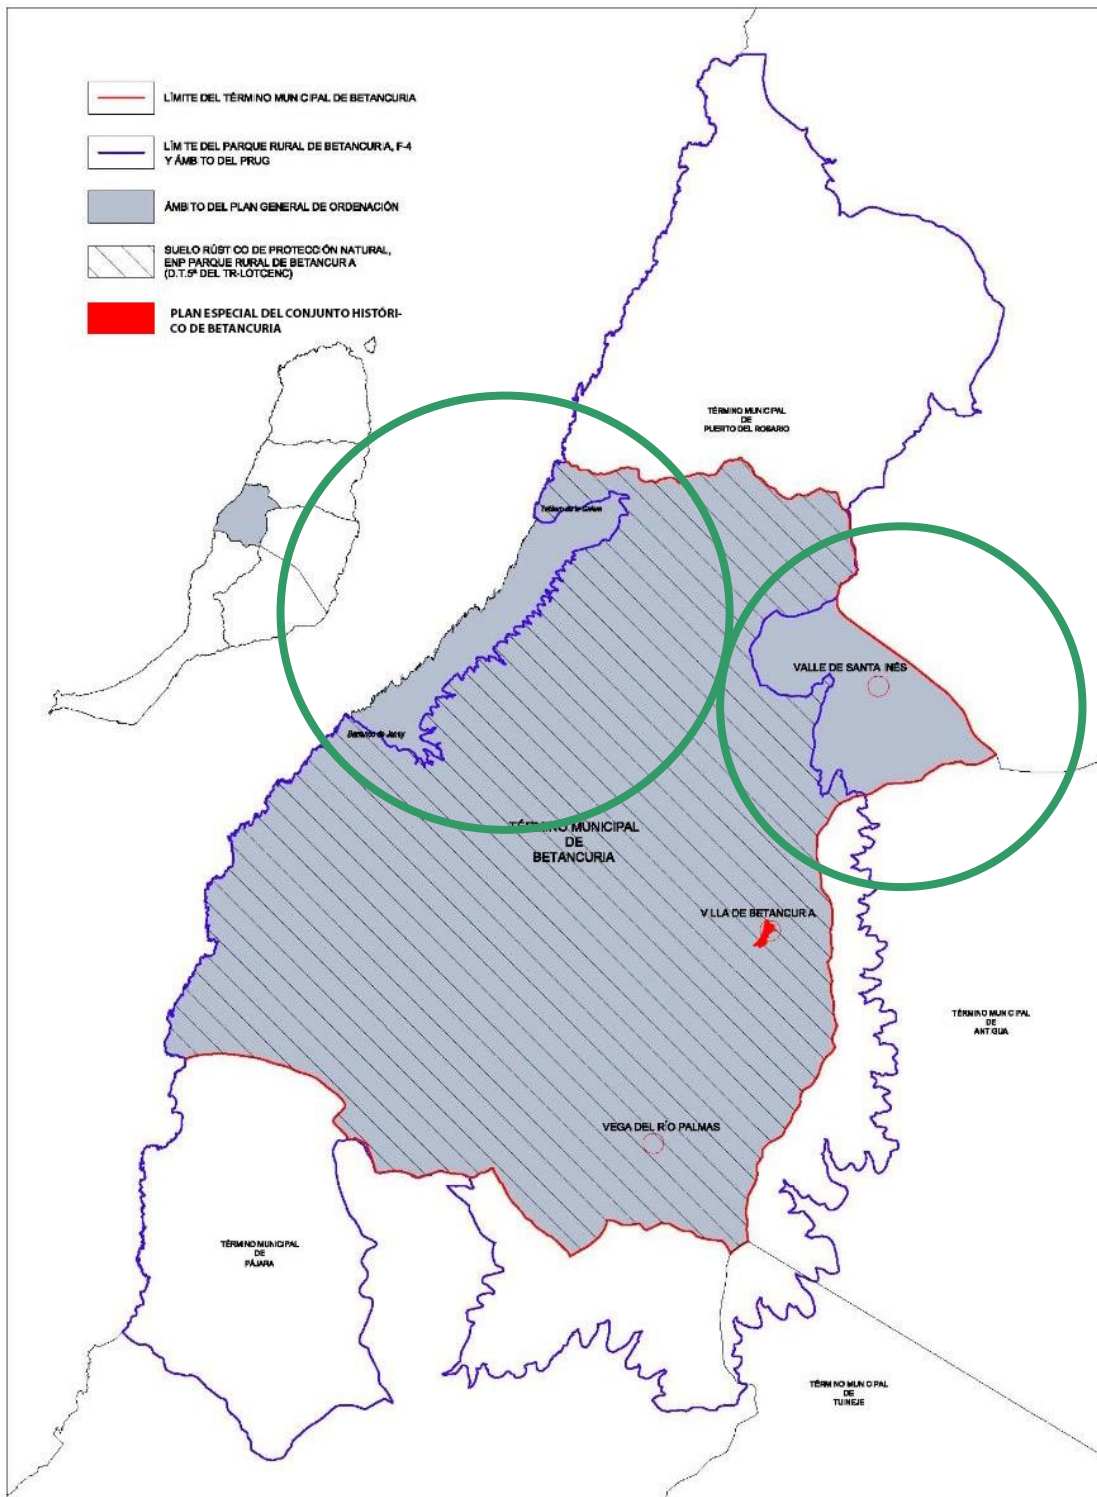 LÍMITE DEL TÉRMINO MUNICIPAL DE BETANCURIA
LÍMITE DEL PARQUE RURAL DE BETANCURIA, F-4
Y ÁMBITO DEL PRUG
ÁMBITO DEL PLAN GENERAL DE ORDENACIÓN
SUELO RÚSTICO DE PROTECCIÓN NATURAL,
ENP PARQUE RURAL DE BETANCURIA
(D.T.5ª DEL TR-LOTCENC)
PLAN ESPECIAL DEL CONJUNTO HISTÓRI-
CO DE BETANCURIA
TÉRMINO MUNICIPAL
DE
PUERTO DEL ROSARIO
VALLE DE SANTA INÉS
Barranco de Janey
TÉRMINO MUNICIPAL
DE
BETANCURIA
VILLA DE BETANCURIA
TÉRMINO MUNICIPAL
DE
ANTIGUA
VEGA DEL RÍO PALMAS
TÉRMINO MUNICIPAL
DE
PÁJARA
TÉRMINO MUNICIPAL
DE
TUINEJE